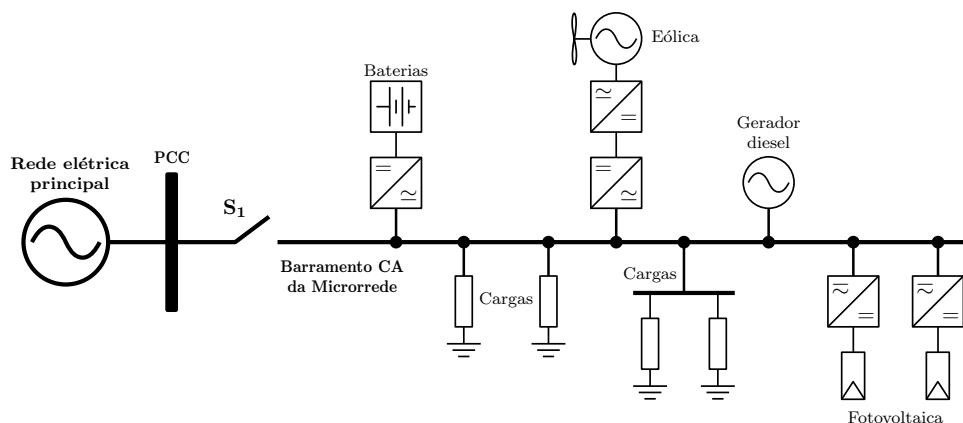 Eólica
Baterias
Gerador
diesel
Rede elétrica
principal
PCC
S₁
Barramento CA
da Microrrede
Cargas
Cargas
Fotovoltaica